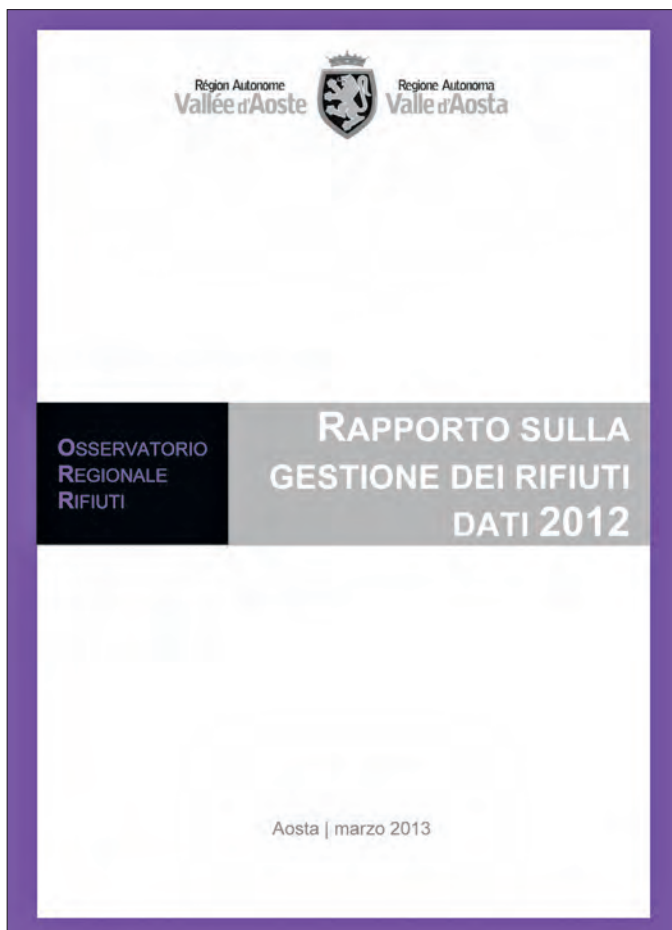 Région Autonome
Vallée d'Aoste
Regione Autonoma
Valle d'Aosta
OSSERVATORIO
REGIONALE
RIFIUTI
RAPPORTO SULLA
GESTIONE DEI RIFIUTI
DATI 2012
Aosta | marzo 2013